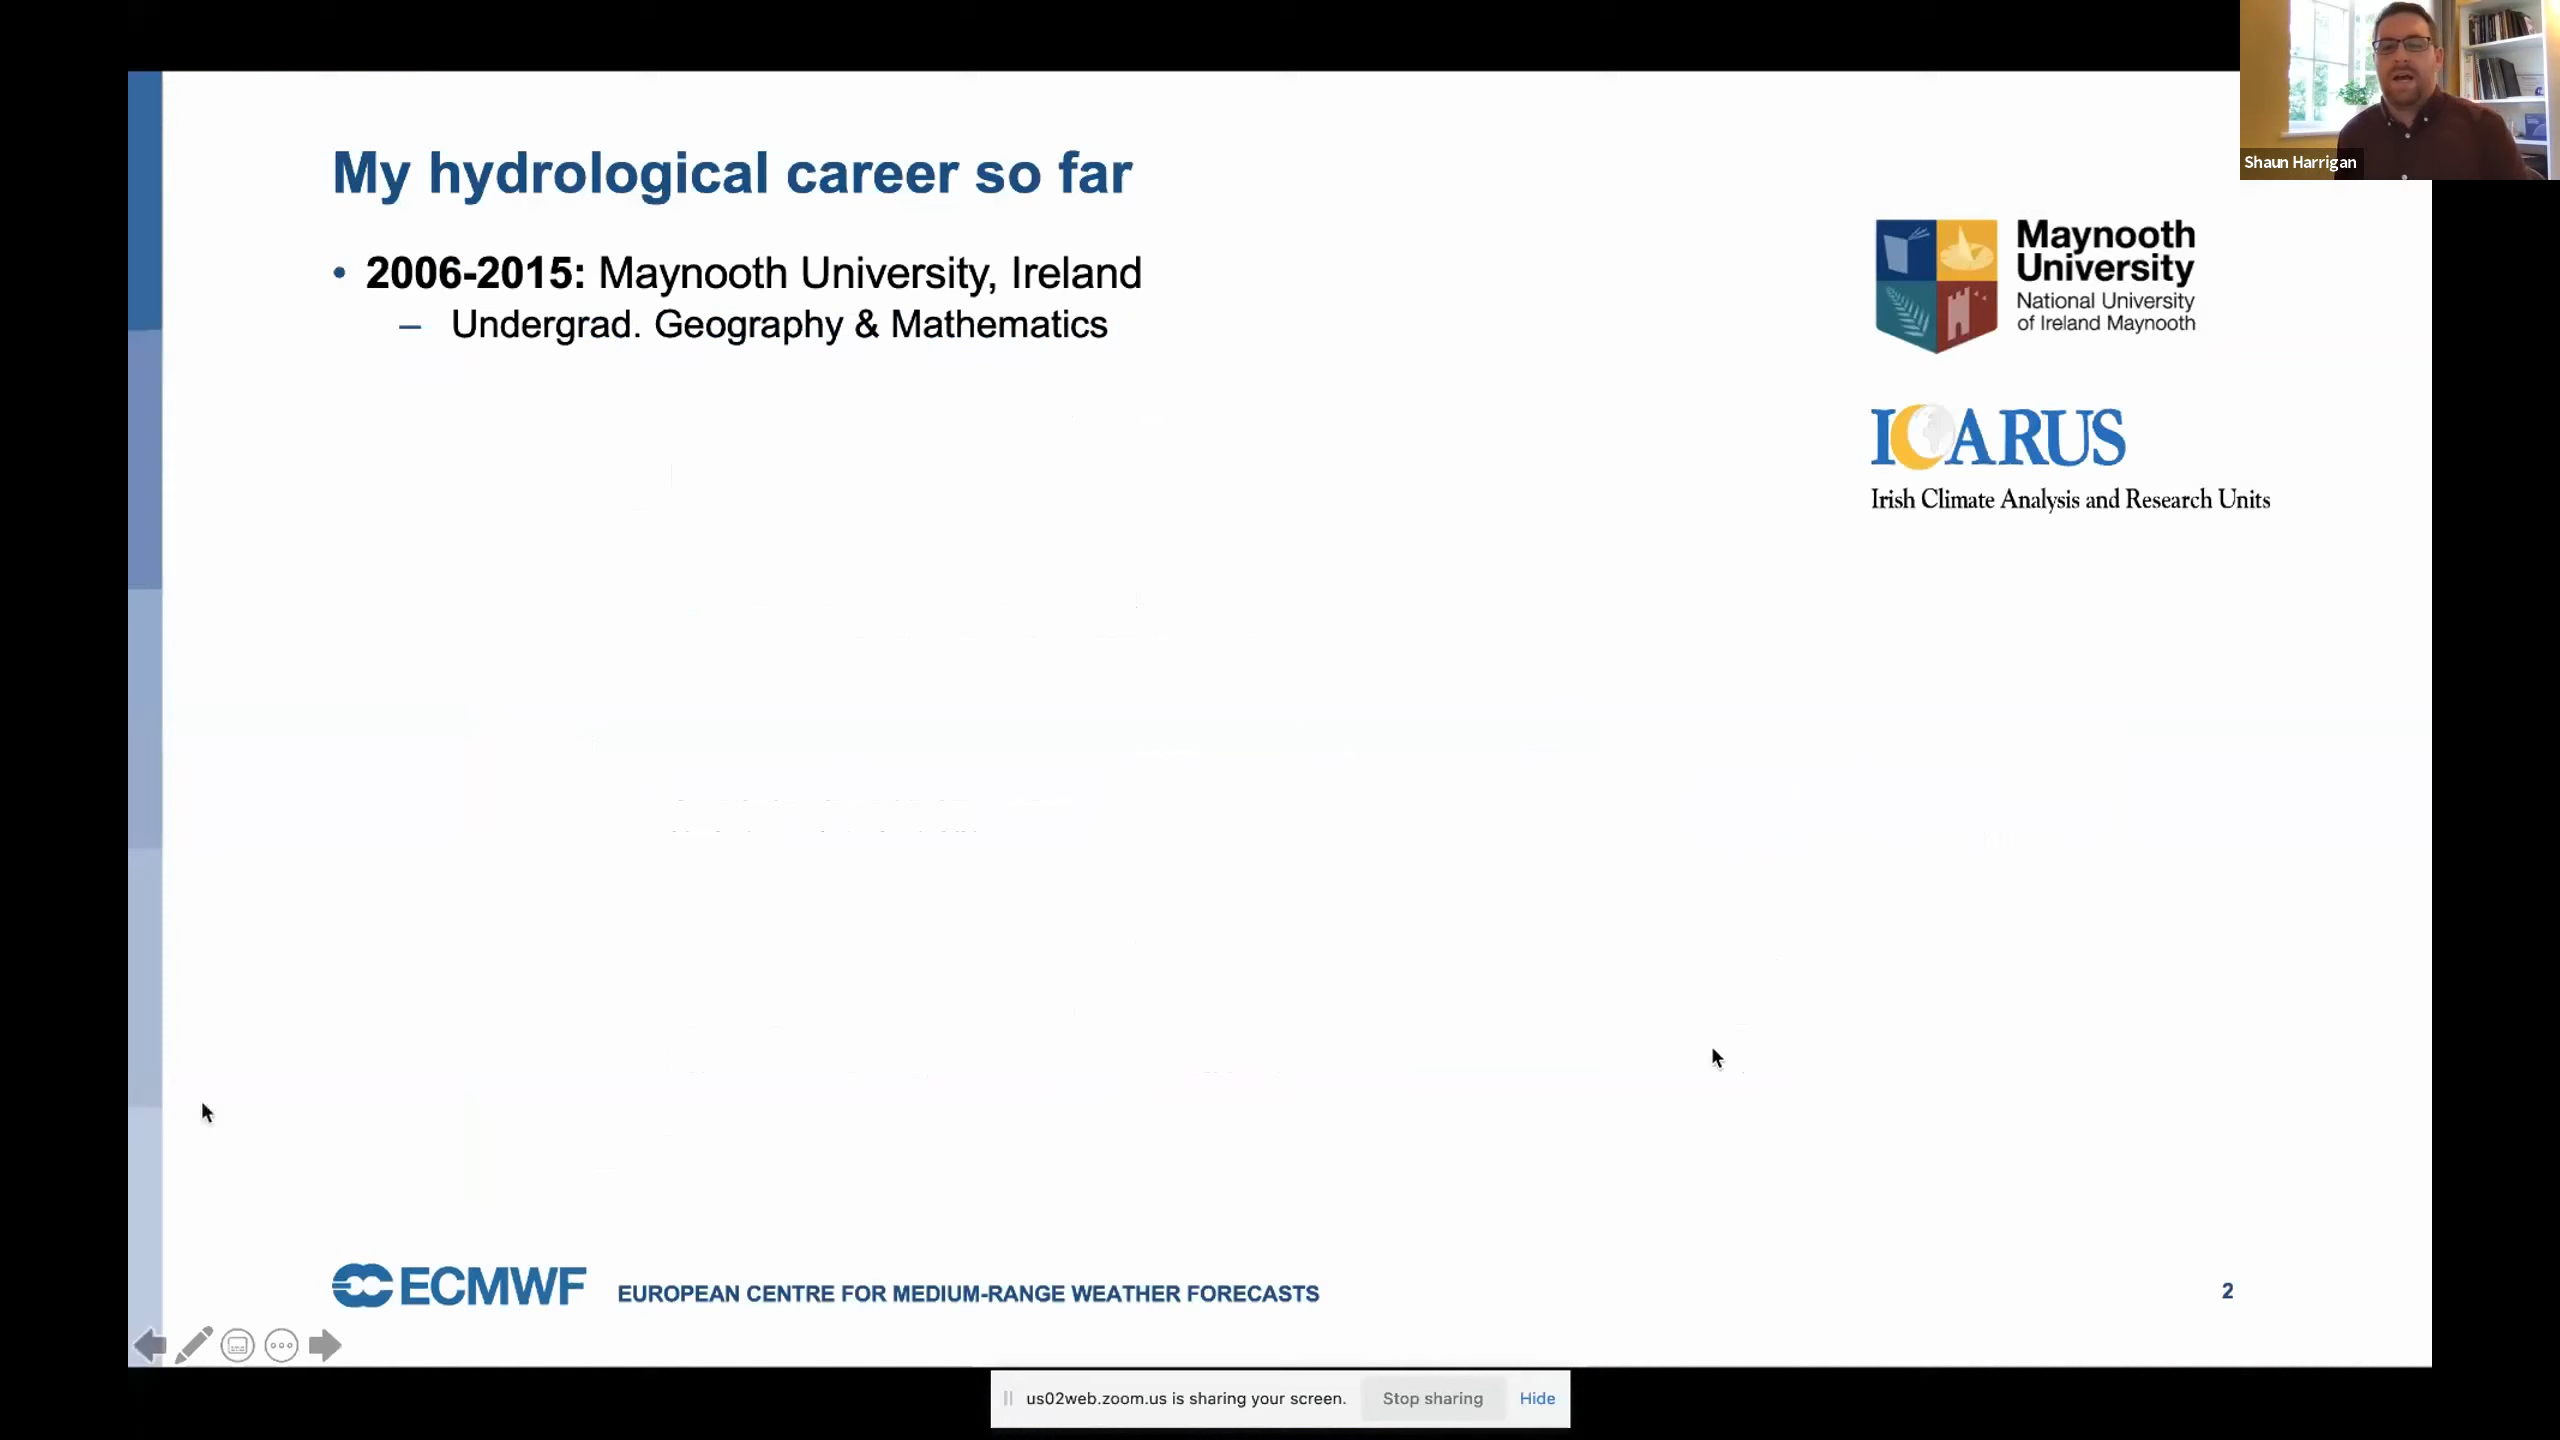 Shaun Harrigan
My hydrological career so far
• 2006-2015: Maynooth University, Ireland
– Undergrad. Geography & Mathematics
Maynooth
University
National University
of Ireland Maynooth
ICARUS
Irish Climate Analysis and Research Units
ECMWF EUROPEAN CENTRE FOR MEDIUM-RANGE WEATHER FORECASTS
2
us02web.zoom.us is sharing your screen. Stop sharing Hide